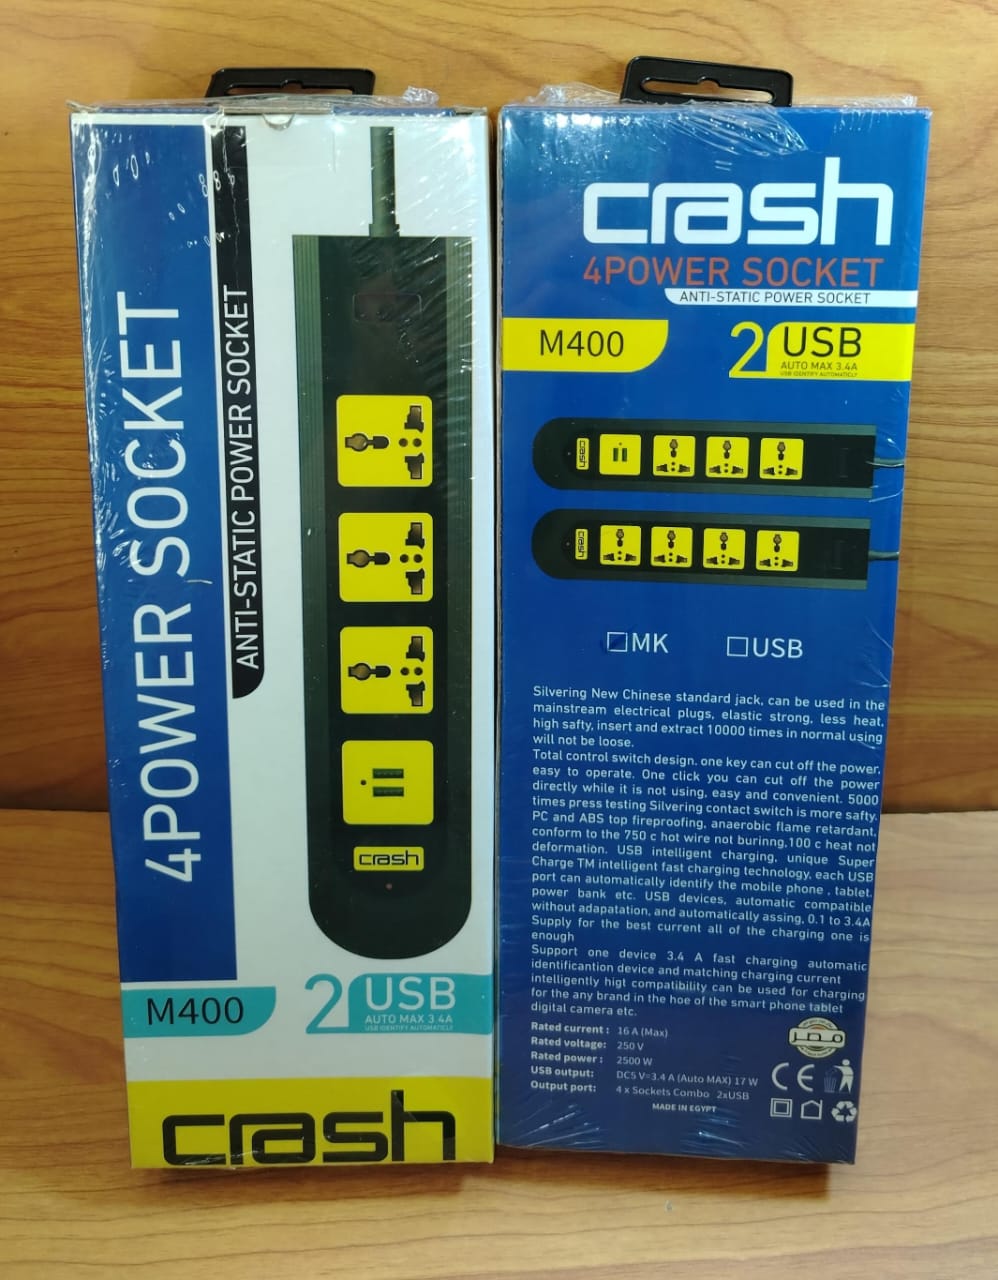 4POWER SOCKET
ANTI-STATIC POWER SOCKET
crash
M400
2 USB
AUTO MAX 3.4A
USB IDENTIFY AUTOMATICLY
crash
crash
4POWER SOCKET
ANTI-STATIC POWER SOCKET
M400
2 USB
AUTO MAX 3.4A
USB IDENTIFY AUTOMATICLY
crash
crash
MK
USB
Silvering New Chinese standard jack, can be used in the
mainstream electrical plugs, elastic strong, less heat,
high safty, insert and extract 10000 times in normal using
will not be loose.
Total control switch design. one key can cut off the power,
easy to operate. One click you can cut off the power
directly while it is not using, easy and convenient. 5000
times press testing Silvering contact switch is more safty.
PC and ABS top fireproofing, anaerobic flame retardant,
conform to the 750 c hot wire not burinng,100 c heat not
deformation. USB intelligent charging, unique Super
Charge TM intelligent fast charging technology, each USB
port can automatically identify the mobile phone , tablet.
power bank etc. USB devices, automatic compatible
without adapatation, and automatically assing, 0.1 to 3.4A
Supply for the best current all of the charging one is
enough
Support one device 3.4 A fast charging automatic
identificantion device and matching charging current
intelligently higt compatibility can be used for charging
for the any brand in the hoe of the smart phone tablet
digital camera etc.
Rated current : 16 A (Max)
Rated voltage: 250 V
Rated power : 2500 W
USB output: DC5 V=3.4 A (Auto MAX) 17 W
Output port: 4 x Sockets Combo 2xUSB
MADE IN EGYPT
مصر
CE